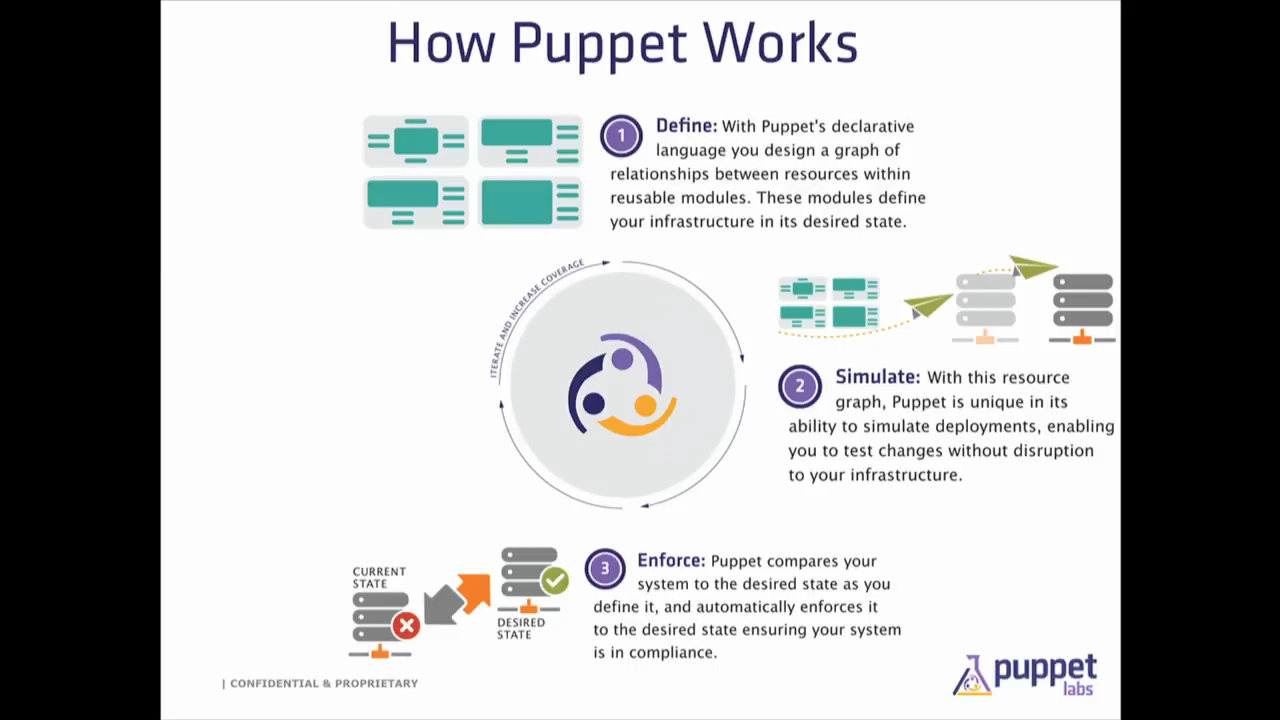 How Puppet Works
1
Define: With Puppet's declarative
language you design a graph of
relationships between resources within
reusable modules. These modules define
your infrastructure in its desired state.
ITERATE AND INCREASE COVERAGE
2
Simulate: With this resource
graph, Puppet is unique in its
ability to simulate deployments, enabling
you to test changes without disruption
to your infrastructure.
CURRENT
STATE
DESIRED
STATE
3
Enforce: Puppet compares your
system to the desired state as you
define it, and automatically enforces it
to the desired state ensuring your system
is in compliance.
| CONFIDENTIAL & PROPRIETARY
puppet
labs